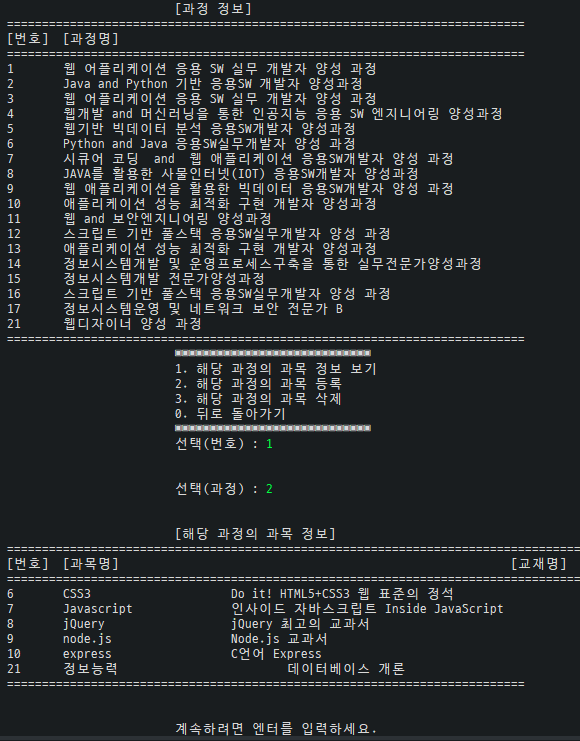 [과정 정보]
==========================================================================
[번호] [과정명]
==========================================================================
1 웹 어플리케이션 응용 SW 실무 개발자 양성 과정
2 Java and Python 기반 응용SW 개발자 양성과정
3 웹 어플리케이션 응용 SW 실무 개발자 양성 과정
4 웹개발 and 머신러닝을 통한 인공지능 응용 SW 엔지니어링 양성과정
5 웹기반 빅데이터 분석 응용SW개발자 양성과정
6 Python and Java 응용SW실무개발자 양성 과정
7 시큐어 코딩 and 웹 애플리케이션 응용SW개발자 양성 과정
8 JAVA를 활용한 사물인터넷(IOT) 응용SW개발자 양성과정
9 웹 애플리케이션을 활용한 빅데이터 응용SW개발자 양성과정
10 애플리케이션 성능 최적화 구현 개발자 양성과정
11 웹 and 보안엔지니어링 양성과정
12 스크립트 기반 풀스택 응용SW실무개발자 양성 과정
13 애플리케이션 성능 최적화 구현 개발자 양성과정
14 정보시스템개발 및 운영프로세스구축을 통한 실무전문가양성과정
15 정보시스템개발 전문가양성과정
16 스크립트 기반 풀스택 응용SW실무개발자 양성 과정
17 정보시스템운영 및 네트워크 보안 전문가 B
21 웹디자이너 양성 과정
==========================================================================
1. 해당 과정의 과목 정보 보기
2. 해당 과정의 과목 등록
3. 해당 과정의 과목 삭제
0. 뒤로 돌아가기
선택(번호) : 1
선택(과정) : 2
[해당 과정의 과목 정보]
==================================================================================
[번호] [과목명] [교재명]
==================================================================================
6 CSS3 Do it! HTML5+CSS3 웹 표준의 정석
7 Javascript 인사이드 자바스크립트 Inside JavaScript
8 jQuery jQuery 최고의 교과서
9 node.js Node.js 교과서
10 express C언어 Express
21 정보능력 데이터베이스 개론
==========================================================================
계속하려면 엔터를 입력하세요.